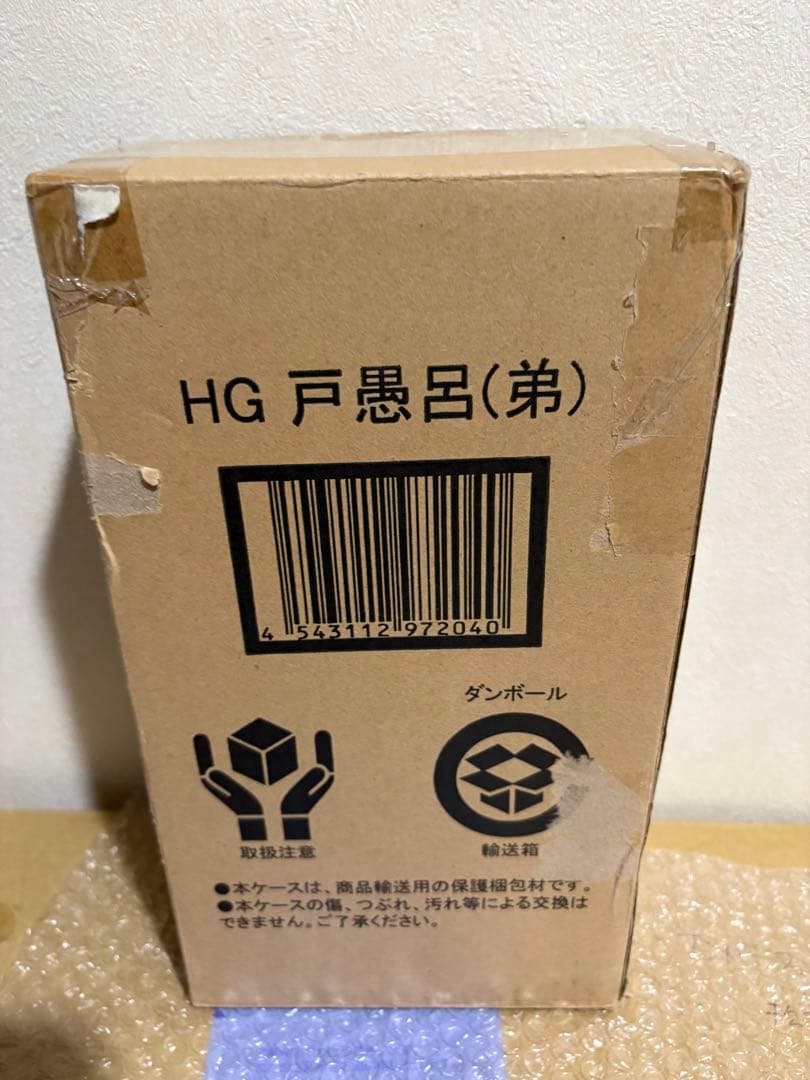 HG 戸愚呂(弟)
4 543112 972040
ダンボール
取扱注意
輸送箱
●本ケースは、商品輸送用の保護梱包材です。
●本ケースの傷、つぶれ、汚れ等による交換は
できません。ご了承ください。